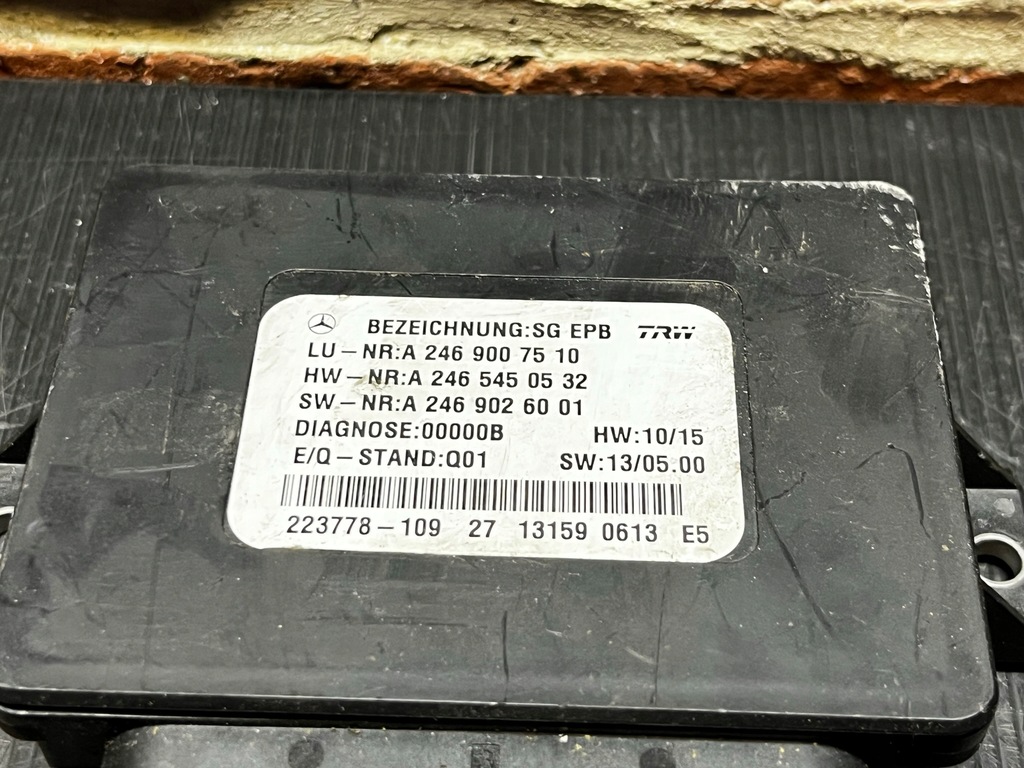 BEZEICHNUNG:SG EPB TRW
LU-NR:A 246 900 75 10
HW-NR:A 246 545 05 32
SW-NR:A 246 902 60 01
DIAGNOSE:00000B HW:10/15
E/Q-STAND:Q01 SW:13/05.00
223778-109 27 13159 0613 E5